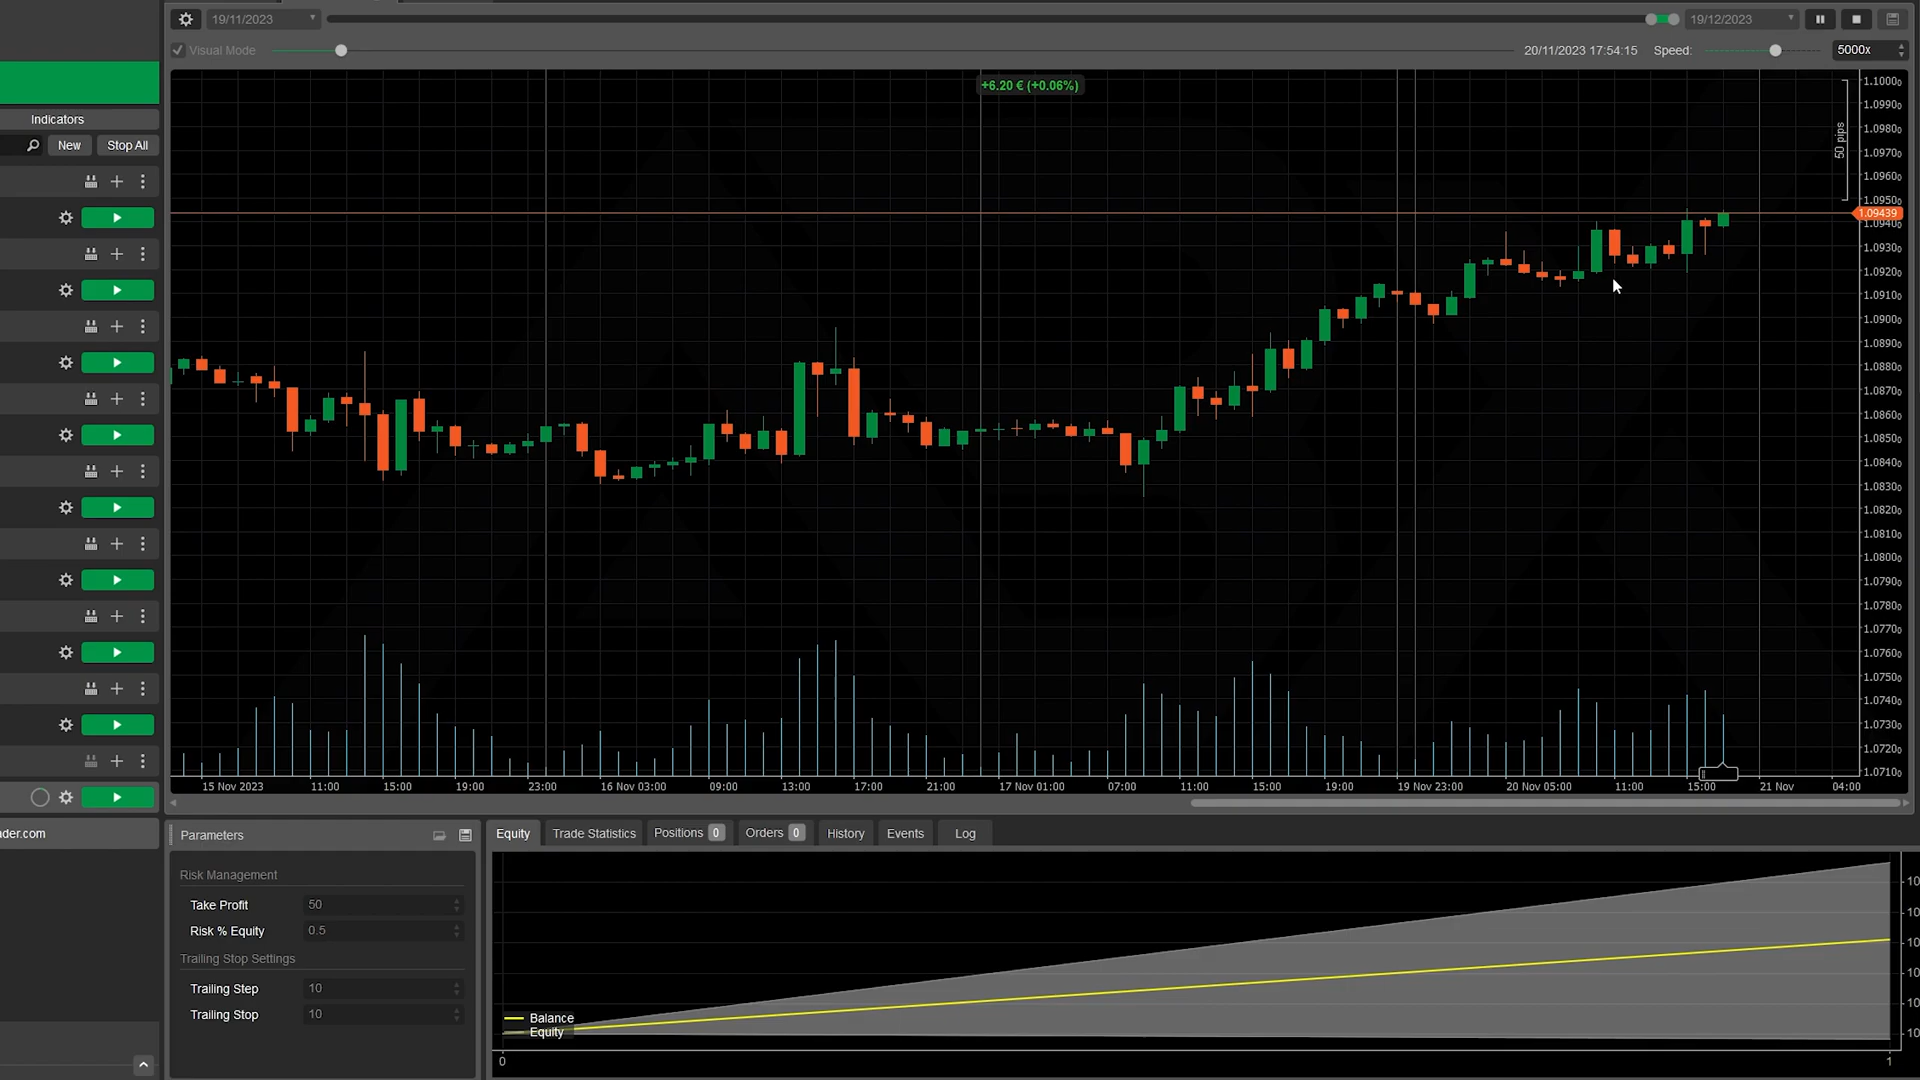 19/11/2023
19/12/2023
Visual Mode
20/11/2023 17:54:15
Speed:
5000x
Indicators
New
Stop All
+6.20 € (+0.06%)
50 pips
1.1000₀
1.0990₀
1.0980₀
1.0970₀
1.0960₀
1.0950₀
1.09439
1.0940₀
1.0930₀
1.0920₀
1.0910₀
1.0900₀
1.0890₀
1.0880₀
1.0870₀
1.0860₀
1.0850₀
1.0840₀
1.0830₀
1.0820₀
1.0810₀
1.0800₀
1.0790₀
1.0780₀
1.0770₀
1.0760₀
1.0750₀
1.0740₀
1.0730₀
1.0720₀
1.0710₀
15 Nov 2023 11:00 15:00 19:00 23:00 16 Nov 03:00 09:00 13:00 17:00 21:00 17 Nov 01:00 07:00 11:00 15:00 19:00 19 Nov 23:00 20 Nov 05:00 11:00 15:00 21 Nov 04:00
ader.com
Parameters
Risk Management
Take Profit 50
Risk % Equity 0.5
Trailing Stop Settings
Trailing Step 10
Trailing Stop 10
Equity
Trade Statistics
Positions 0
Orders 0
History
Events
Log
Balance
Equity
10
10
10
10
10
10
0
1